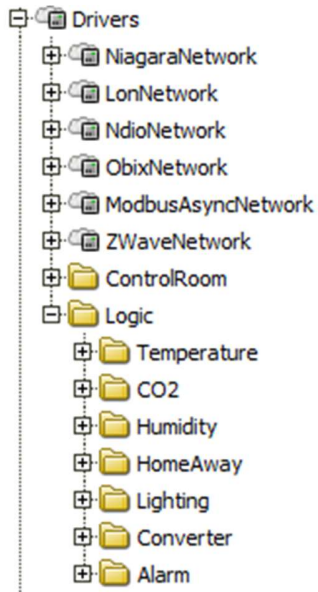 Drivers
NiagaraNetwork
LonNetwork
NdioNetwork
ObixNetwork
ModbusAsyncNetwork
ZWaveNetwork
ControlRoom
Logic
Temperature
CO2
Humidity
HomeAway
Lighting
Converter
Alarm